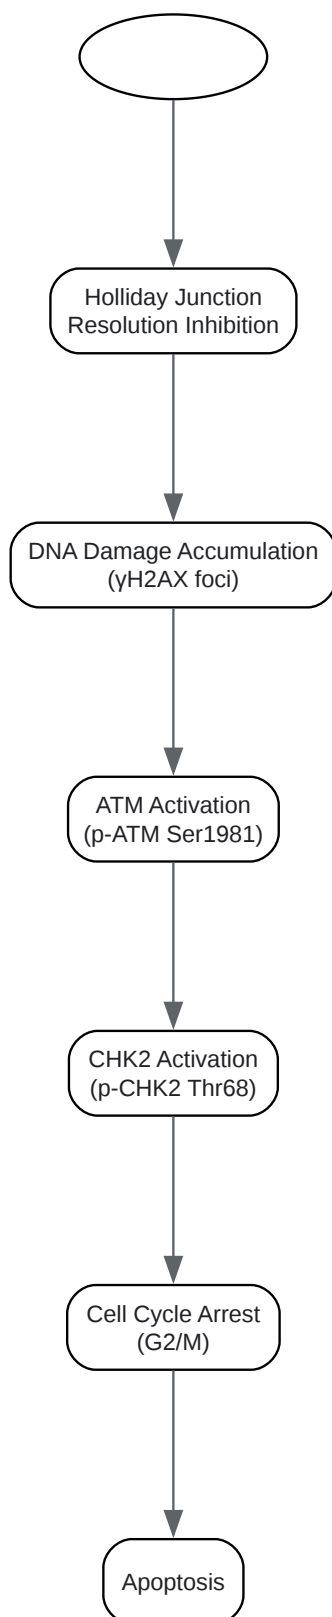 Holliday Junction
Resolution Inhibition
DNA Damage Accumulation
(γH2AX foci)
ATM Activation
(p-ATM Ser1981)
CHK2 Activation
(p-CHK2 Thr68)
Cell Cycle Arrest
(G2/M)
Apoptosis